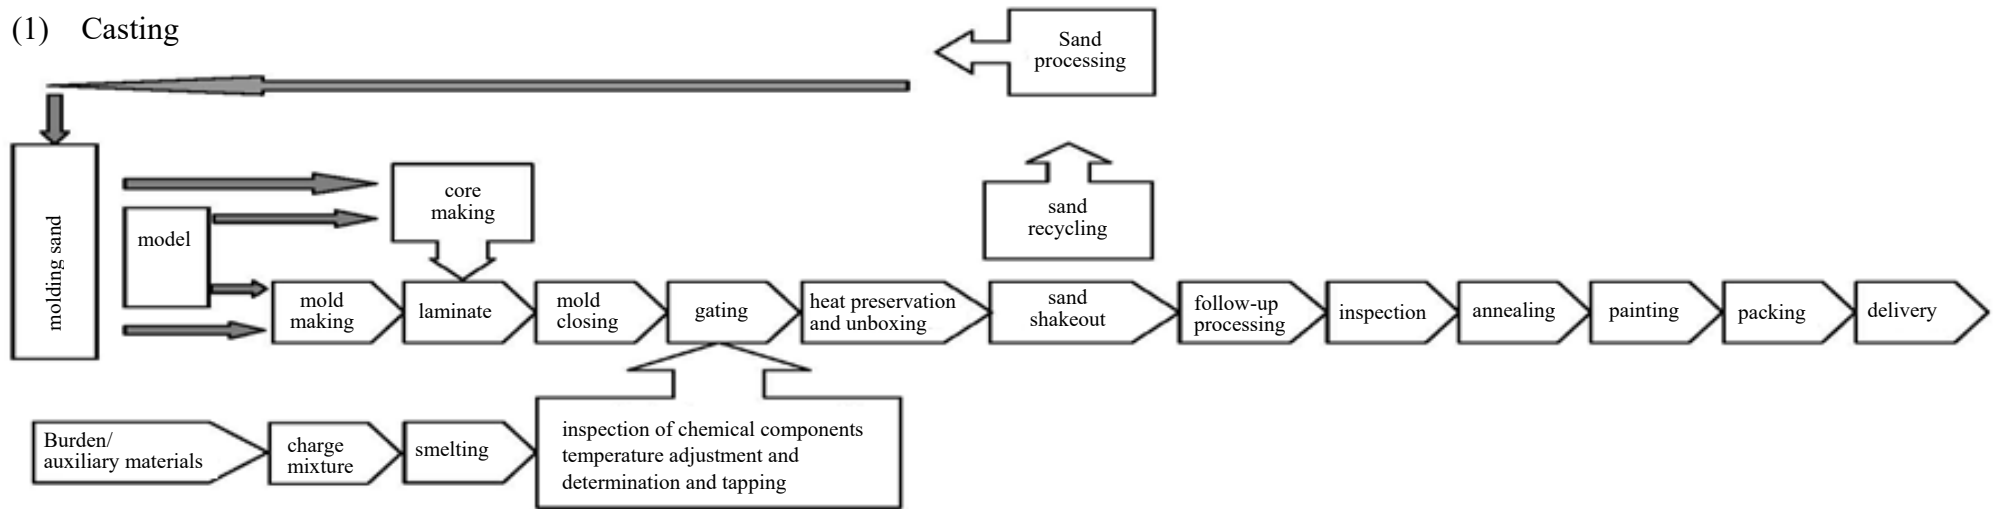 (1) Casting
Sand
processing
molding sand
model
core
making
sand
recycling
mold
making
laminate
mold
closing
gating
heat preservation
and unboxing
sand
shakeout
follow-up
processing
inspection
annealing
painting
packing
delivery
Burden/
auxiliary materials
charge
mixture
smelting
inspection of chemical components
temperature adjustment and
determination and tapping